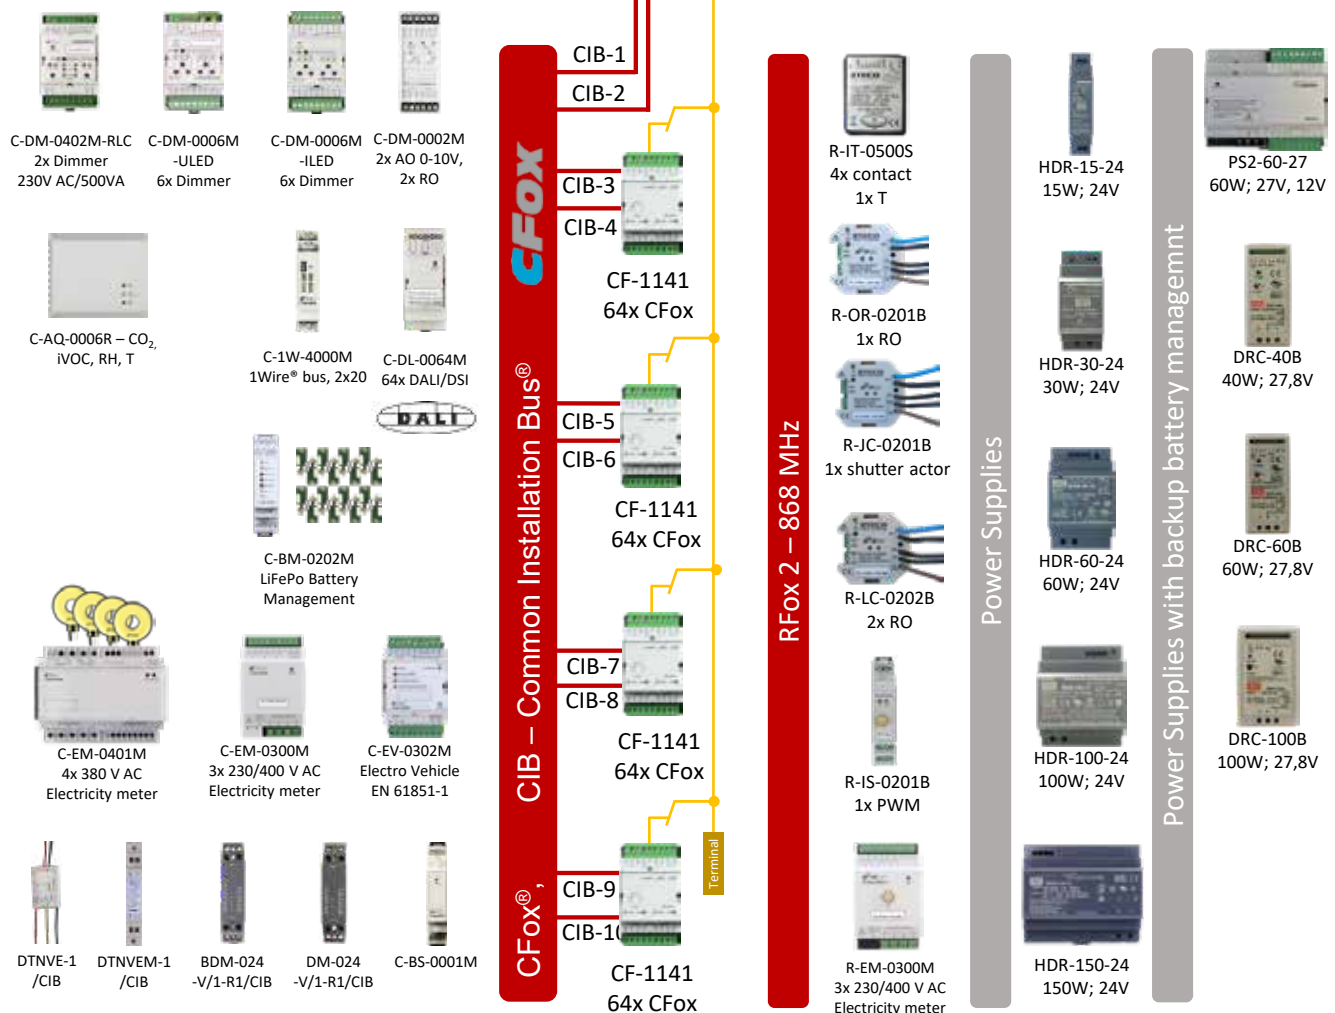 C-DM-0402M-RLC
2x Dimmer
230V AC/500VA
C-DM-0006M
-ULED
6x Dimmer
C-DM-0006M
-ILED
6x Dimmer
C-DM-0002M
2x AO 0-10V,
2x RO
C-AQ-0006R – CO2,
iVOC, RH, T
C-1W-4000M
1Wire® bus, 2x20
C-DL-0064M
64x DALI/DSI
DALI
C-BM-0202M
LiFePo Battery
Management
C-EM-0401M
4x 380 V AC
Electricity meter
C-EM-0300M
3x 230/400 V AC
Electricity meter
C-EV-0302M
Electro Vehicle
EN 61851-1
DTNVE-1
/CIB
DTNVEM-1
/CIB
BDM-024
-V/1-R1/CIB
DM-024
-V/1-R1/CIB
C-BS-0001M
CFox®, CIB – Common Installation Bus®
CFox
CIB-1
CIB-2
CIB-3
CIB-4
CF-1141
64x CFox
CIB-5
CIB-6
CF-1141
64x CFox
CIB-7
CIB-8
CF-1141
64x CFox
CIB-9
CIB-10
CF-1141
64x CFox
Terminal
RFox 2 – 868 MHz
R-IT-0500S
4x contact
1x T
R-OR-0201B
1x RO
R-JC-0201B
1x shutter actor
R-LC-0202B
2x RO
R-IS-0201B
1x PWM
R-EM-0300M
3x 230/400 V AC
Electricity meter
Power Supplies
HDR-15-24
15W; 24V
HDR-30-24
30W; 24V
HDR-60-24
60W; 24V
HDR-100-24
100W; 24V
HDR-150-24
150W; 24V
Power Supplies with backup battery managemnt
PS2-60-27
60W; 27V, 12V
DRC-40B
40W; 27,8V
DRC-60B
60W; 27,8V
DRC-100B
100W; 27,8V